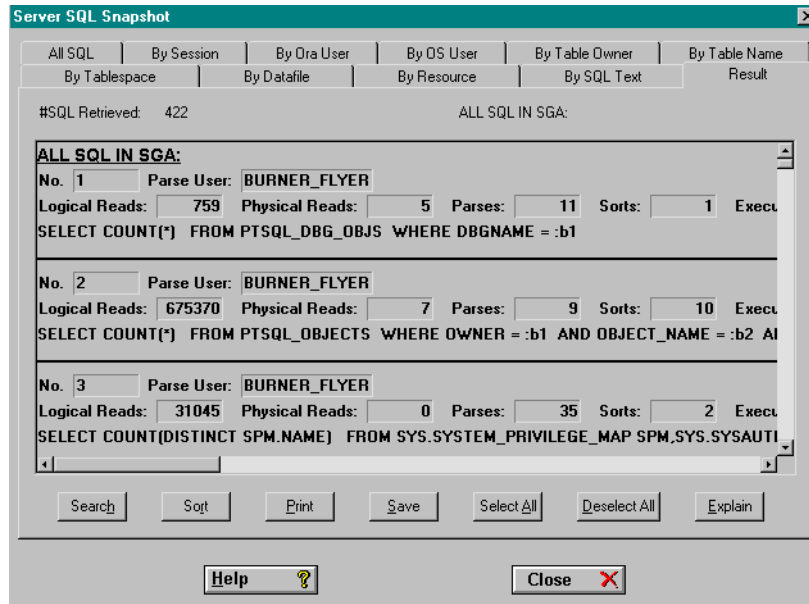 Server SQL Snapshot
All SQL By Session By Ora User By OS User By Table Owner By Table Name
By Tablespace By Datafile By Resource By SQL Text Result
#SQL Retrieved: 422 ALL SQL IN SGA:
ALL SQL IN SGA:
No. 1 Parse User: BURNER_FLYER
Logical Reads: 759 Physical Reads: 5 Parses: 11 Sorts: 1 Execu
SELECT COUNT(*) FROM PTSQL_DBG_OBJS WHERE DBGNAME = :b1
No. 2 Parse User: BURNER_FLYER
Logical Reads: 675370 Physical Reads: 7 Parses: 9 Sorts: 10 Execu
SELECT COUNT(*) FROM PTSQL_OBJECTS WHERE OWNER = :b1 AND OBJECT_NAME = :b2
No. 3 Parse User: BURNER_FLYER
Logical Reads: 31045 Physical Reads: 0 Parses: 35 Sorts: 2 Execu
SELECT COUNT(DISTINCT SPM.NAME) FROM SYS.SYSTEM_PRIVILEGE_MAP SPM,SYS.SYSAUT
Search Sort Print Save Select All Deselect All Explain
Help Close